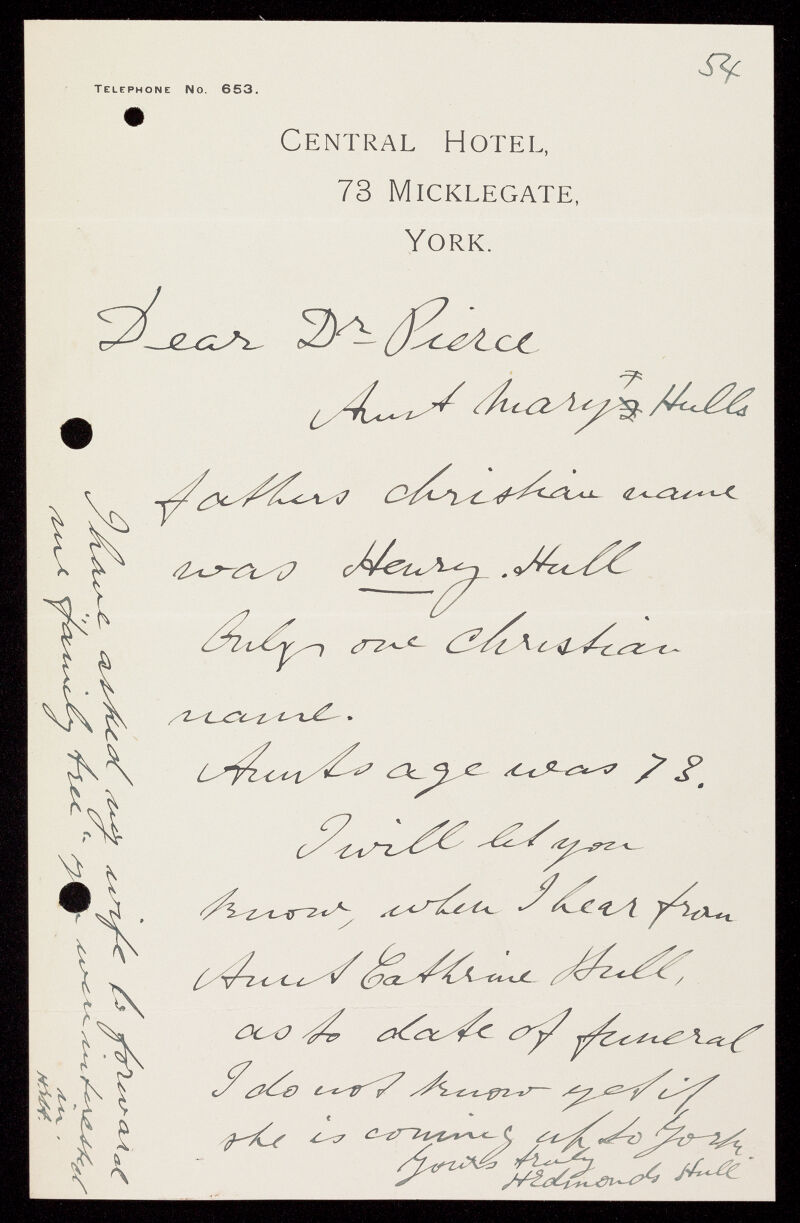 54
TELEPHONE NO. 653.
CENTRAL HOTEL,
73 MICKLEGATE,
YORK.
Dear Dr Pierce
Aunt Mary Hulls
fathers christian name
was Henry. Hull
Only one christian
name.
Aunts age was 73.
I will let you
know, when I hear from
Aunt Cathrine Hull,
as to date of funeral
I do not know yet if
she is coming up to York.
Yours truly
HEdmonds Hull
I have asked my wife to forward
me "family tree" you were interested
in.